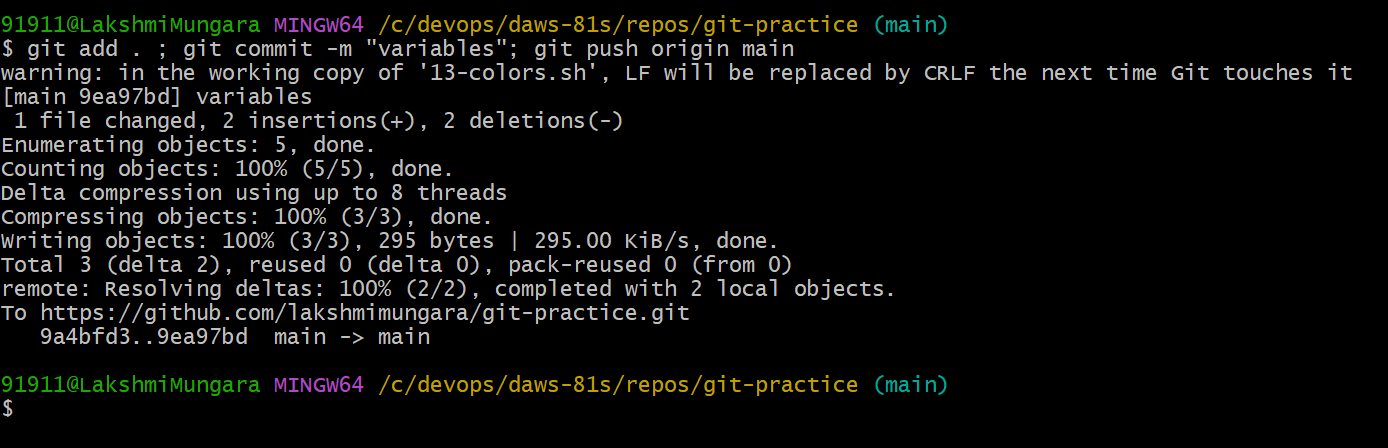 91911@LakshmiMungara MINGW64 /c/devops/daws-81s/repos/git-practice (main)
$ git add . ; git commit -m "variables"; git push origin main
warning: in the working copy of '13-colors.sh', LF will be replaced by CRLF the next time Git touches it
[main 9ea97bd] variables
 1 file changed, 2 insertions(+), 2 deletions(-)
Enumerating objects: 5, done.
Counting objects: 100% (5/5), done.
Delta compression using up to 8 threads
Compressing objects: 100% (3/3), done.
Writing objects: 100% (3/3), 295 bytes | 295.00 KiB/s, done.
Total 3 (delta 2), reused 0 (delta 0), pack-reused 0 (from 0)
remote: Resolving deltas: 100% (2/2), completed with 2 local objects.
To https://github.com/lakshmimungara/git-practice.git
   9a4bfd3..9ea97bd  main -> main
91911@LakshmiMungara MINGW64 /c/devops/daws-81s/repos/git-practice (main)
$